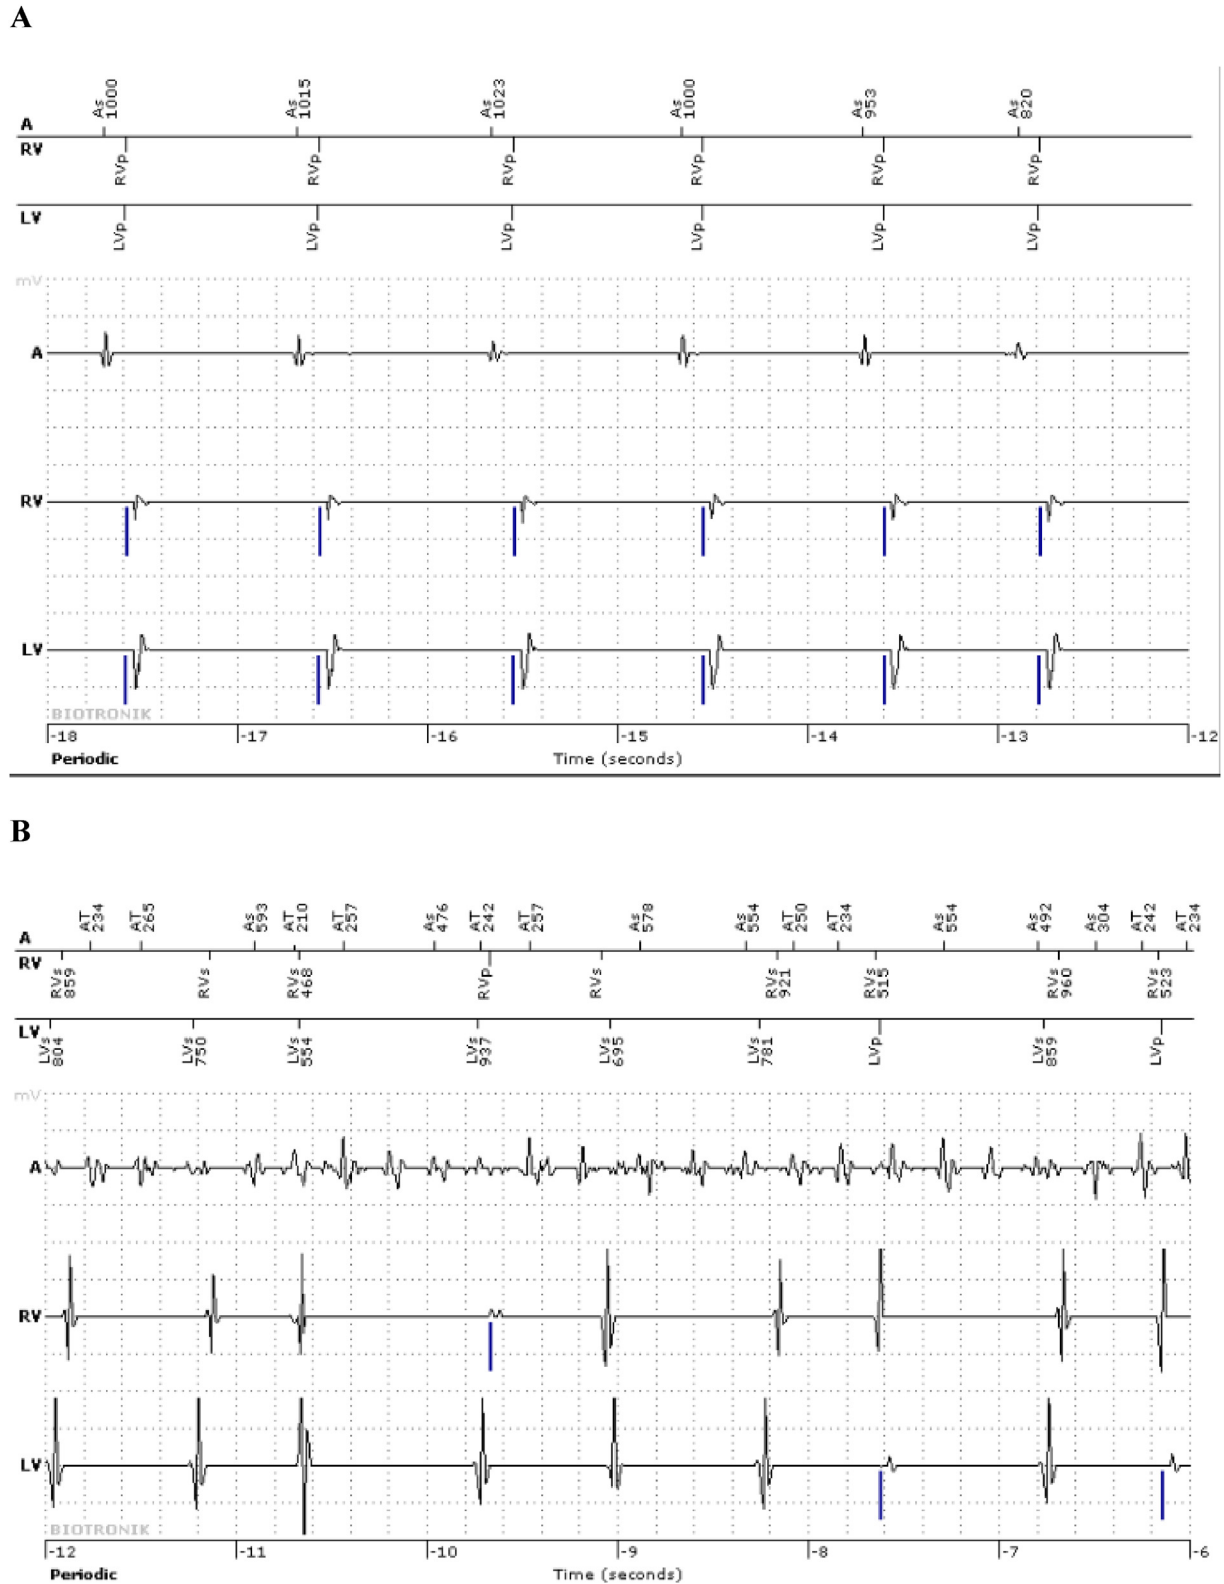 A
As 1000 As 1015 As 1023 As 1000 As 953 As 820
A
RV
RVp RVp RVp RVp RVp RVp
LV
LVp LVp LVp LVp LVp LVp
mV
A
RV
LV
BIOTRONIK
-18 -17 -16 -15 -14 -13 -12
Periodic Time (seconds)
B
AT 234 AT 265 As 593 AT 210 AT 257 As 476 AT 242 AT 257 As 578 As 554 AT 250 AT 234 As 554 As 492 As 304 AT 242 AT 234
A
RV
RVs 859 RVs RVs 468 RVp RVs RVs 921 RVs 515 RVs 960 RVs 523
LV
LVs 804 LVs 750 LVs 554 LVs 937 LVs 695 LVs 781 LVp LVs 859 LVp
mV
A
RV
LV
BIOTRONIK
-12 -11 -10 -9 -8 -7 -6
Periodic Time (seconds)